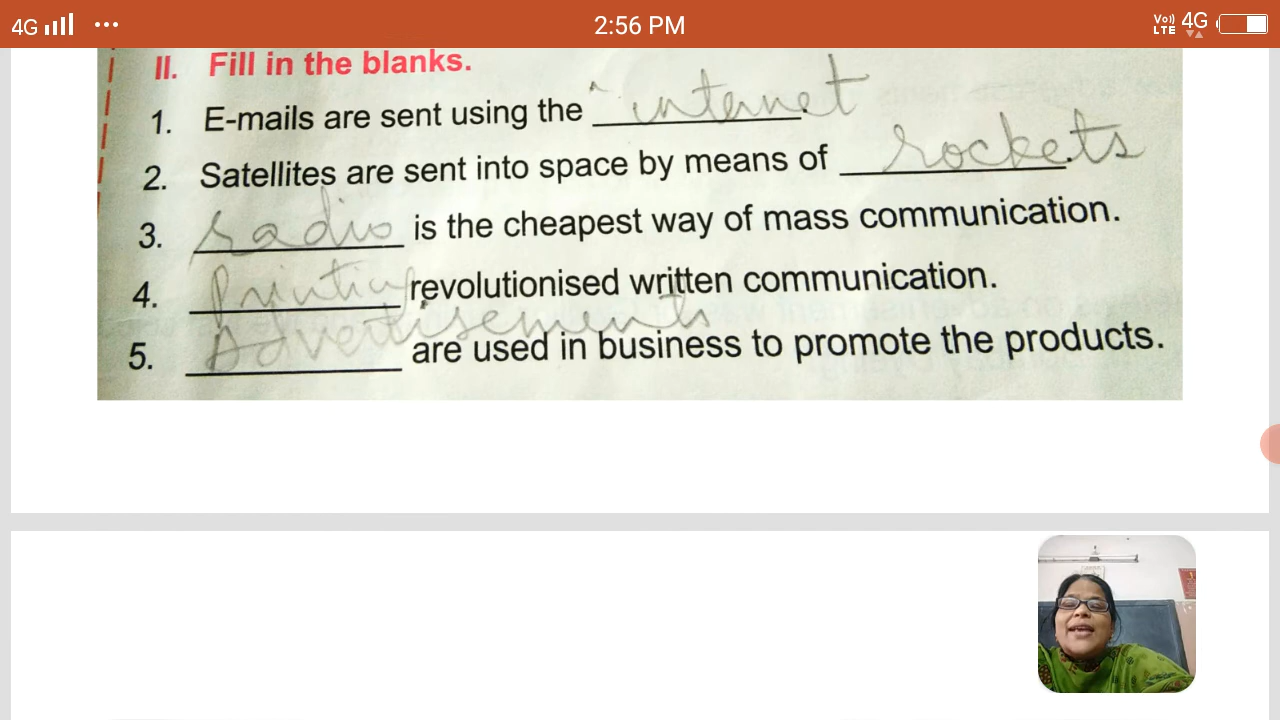 4G ••• 2:56 PM Vo)) LTE 4G
II. Fill in the blanks.
1. E-mails are sent using the internet.
2. Satellites are sent into space by means of rockets.
3. radio is the cheapest way of mass communication.
4. Printing revolutionised written communication.
5. Advertisements are used in business to promote the products.